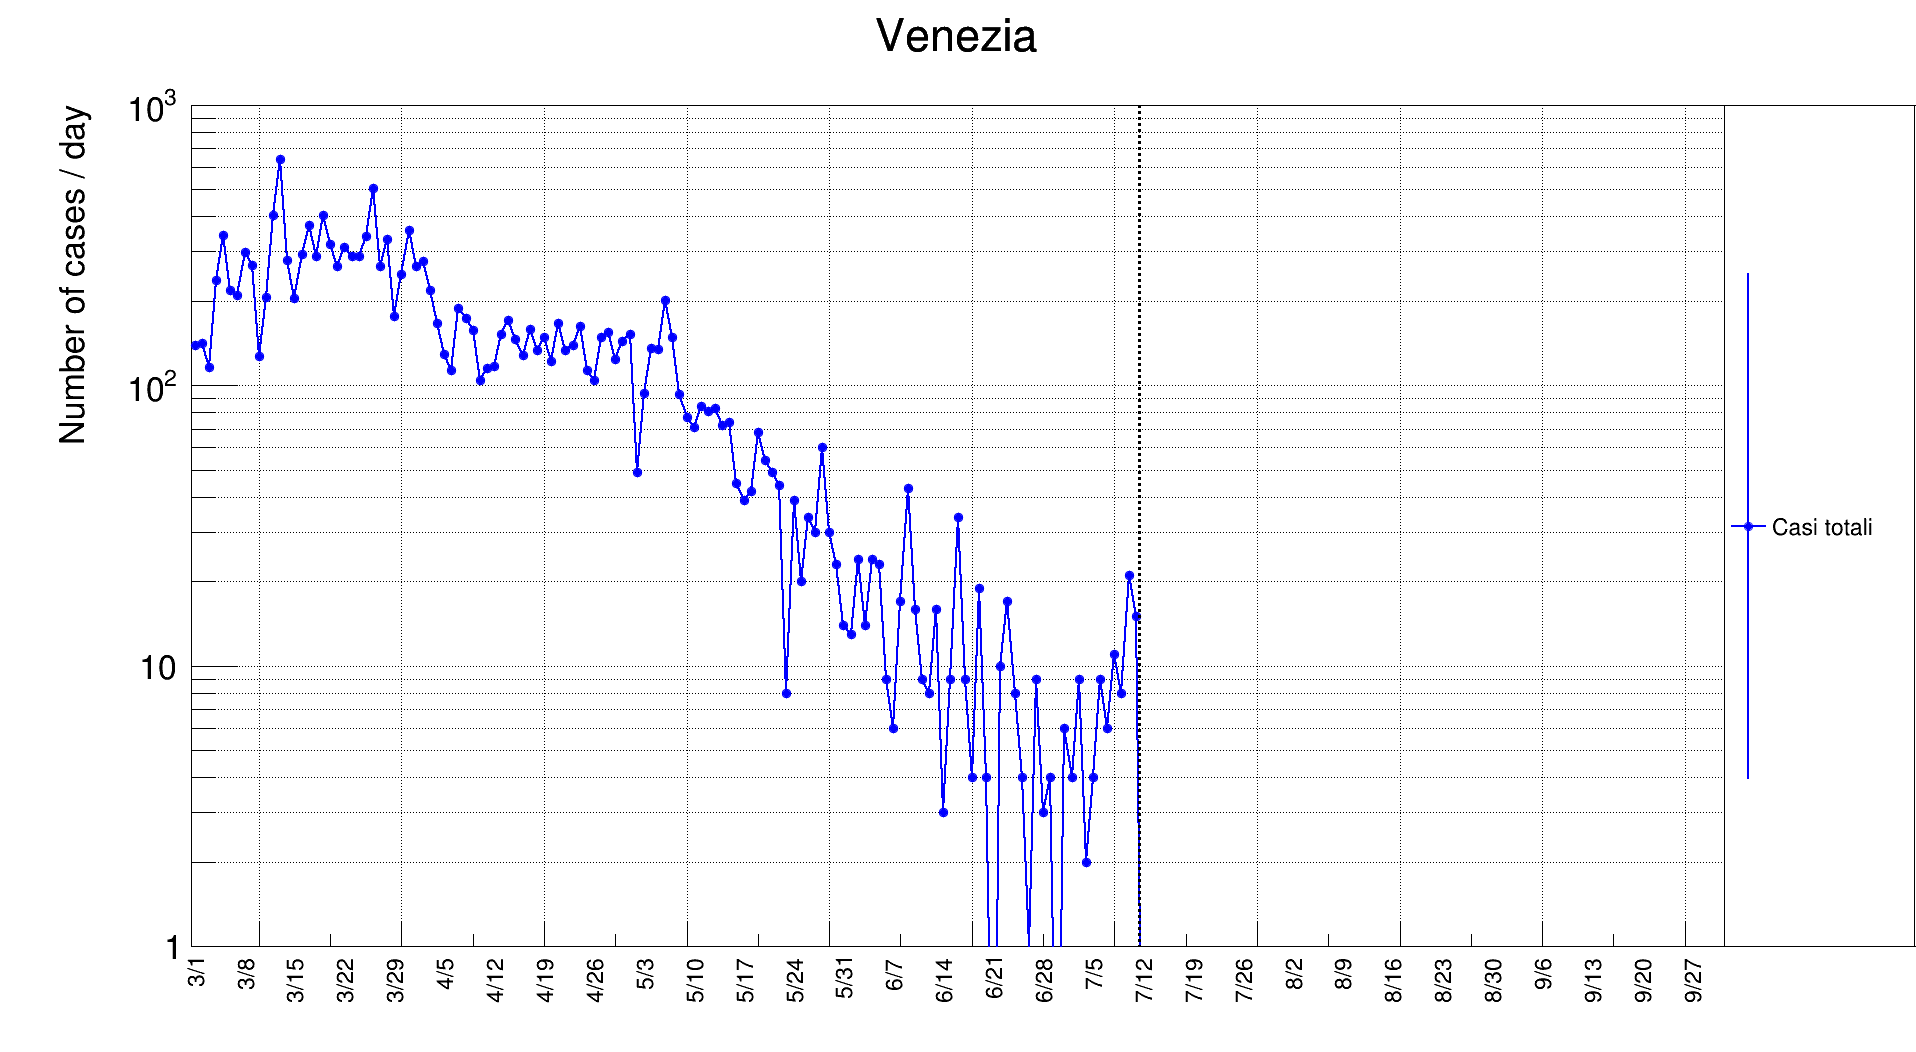 Venezia
Number of cases / day
10³
10²
10
1
3/1 3/8 3/15 3/22 3/29 4/5 4/12 4/19 4/26 5/3 5/10 5/17 5/24 5/31 6/7 6/14 6/21 6/28 7/5 7/12 7/19 7/26 8/2 8/9 8/16 8/23 8/30 9/6 9/13 9/20 9/27
Casi totali